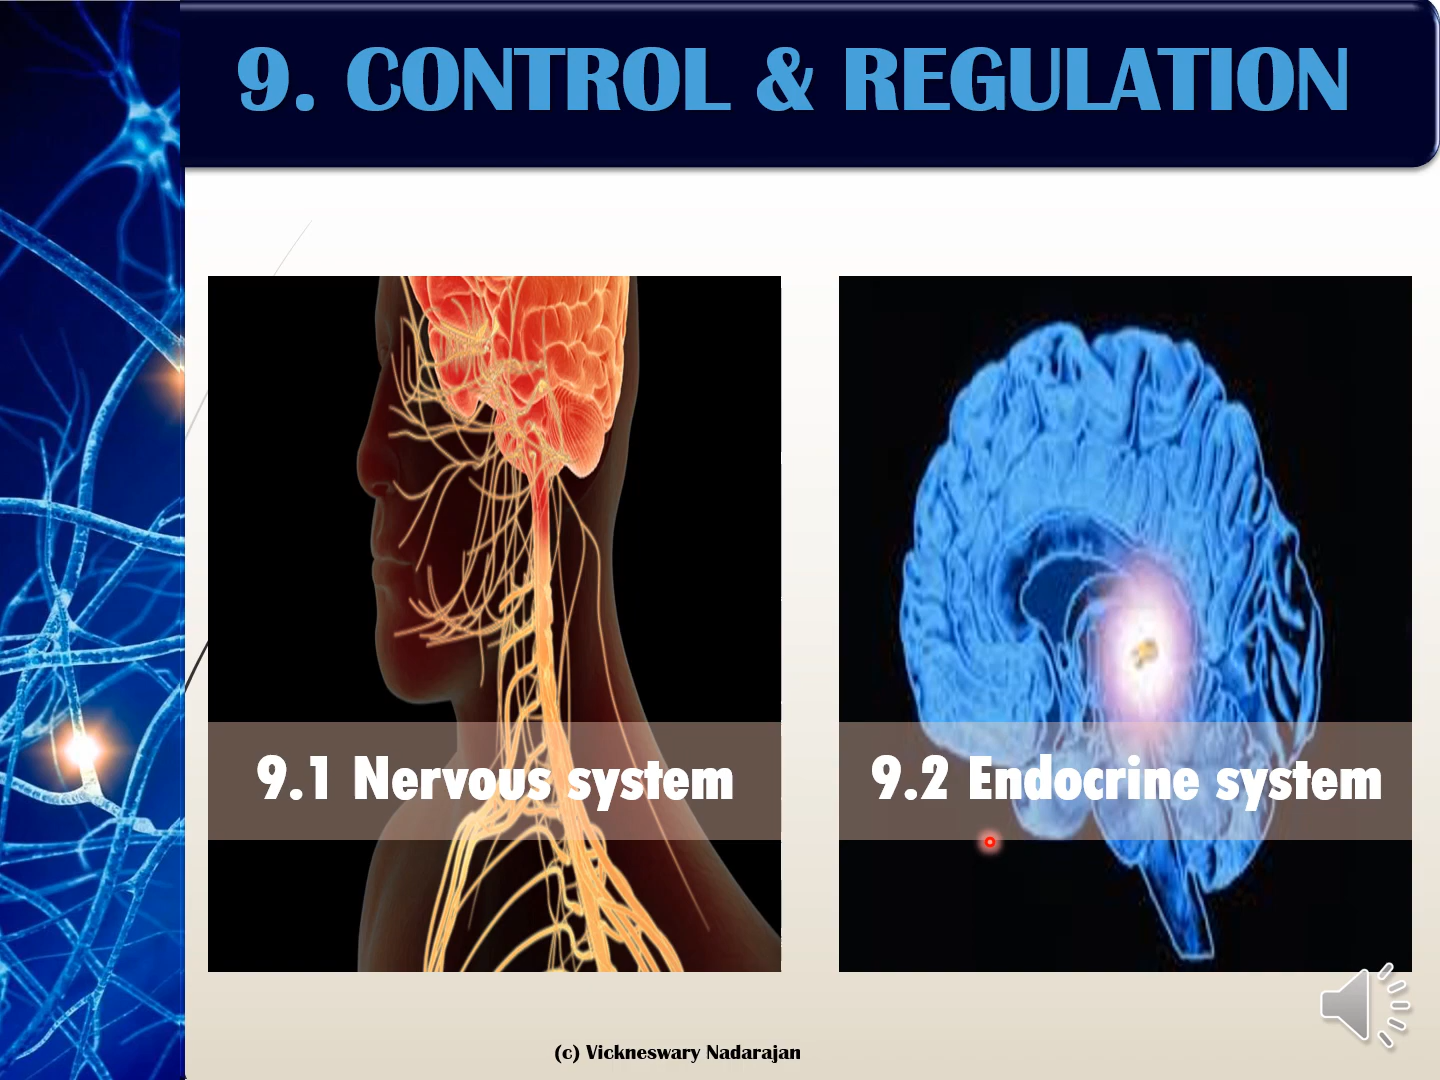 9. CONTROL & REGULATION
9.1 Nervous system
9.2 Endocrine system
(c) Vickneswary Nadarajan